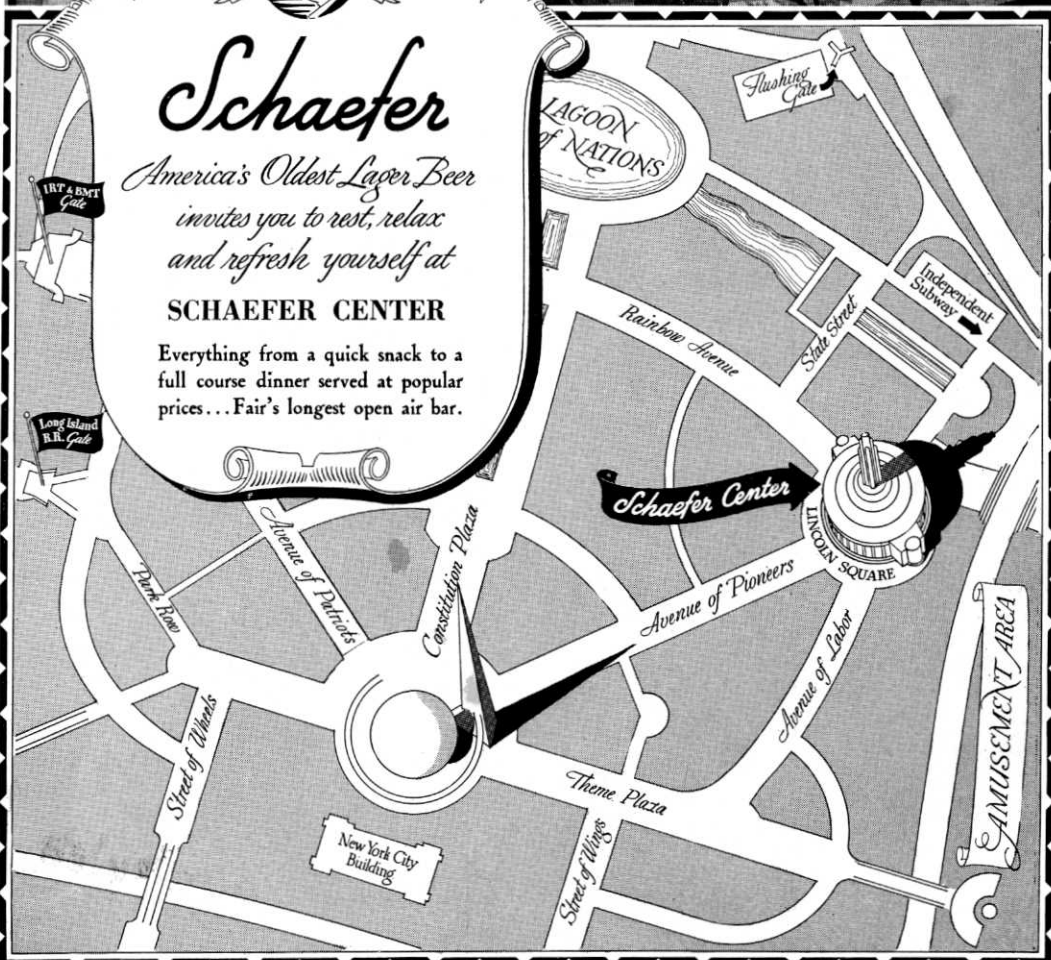 Schaefer
America's Oldest Lager Beer
invites you to rest, relax
and refresh yourself at
SCHAEFER CENTER
Everything from a quick snack to a
full course dinner served at popular
prices... Fair's longest open air bar.
LAGOON
of NATIONS
Flushing
Gate
IRT & BMT
Gate
Independent
Subway
State Street
Rainbow Avenue
Long Island
R.R. Gate
Schaefer Center
LINCOLN SQUARE
Constitution Plaza
Avenue of Patriots
Park Row
Avenue of Pioneers
Avenue of Labor
AMUSEMENT AREA
Street of Wheels
Theme Plaza
New York City
Building
Street of Wings